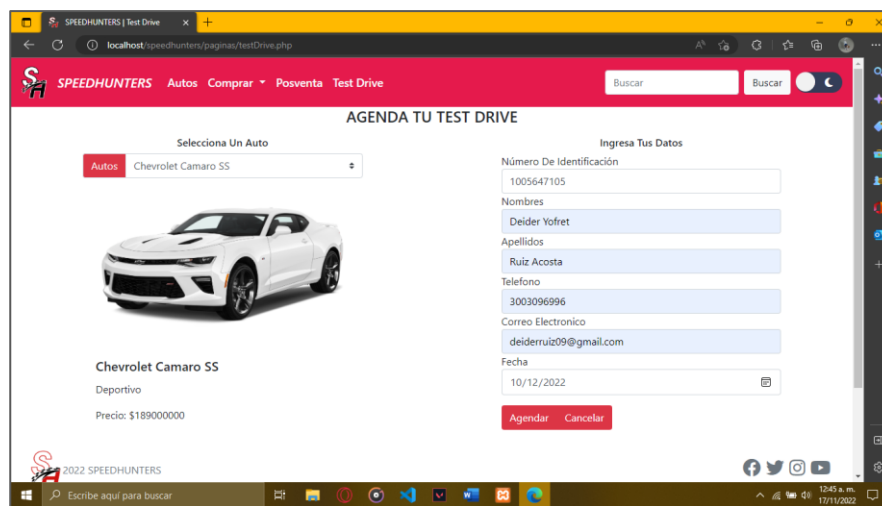 SPEEDHUNTERS | Test Drive
localhost/speedhunters/paginas/testDrive.php
SH SPEEDHUNTERS Autos Comprar Posventa Test Drive Buscar Buscar
AGENDA TU TEST DRIVE
Selecciona Un Auto
Autos Chevrolet Camaro SS
Chevrolet Camaro SS
Deportivo
Precio: $189000000
Ingresa Tus Datos
Número De Identificación
1005647105
Nombres
Deider Yofret
Apellidos
Ruiz Acosta
Telefono
3003096996
Correo Electronico
deiderruiz09@gmail.com
Fecha
10/12/2022
Agendar Cancelar
SH 2022 SPEEDHUNTERS
Escribe aquí para buscar
12:45 a. m.
17/11/2022